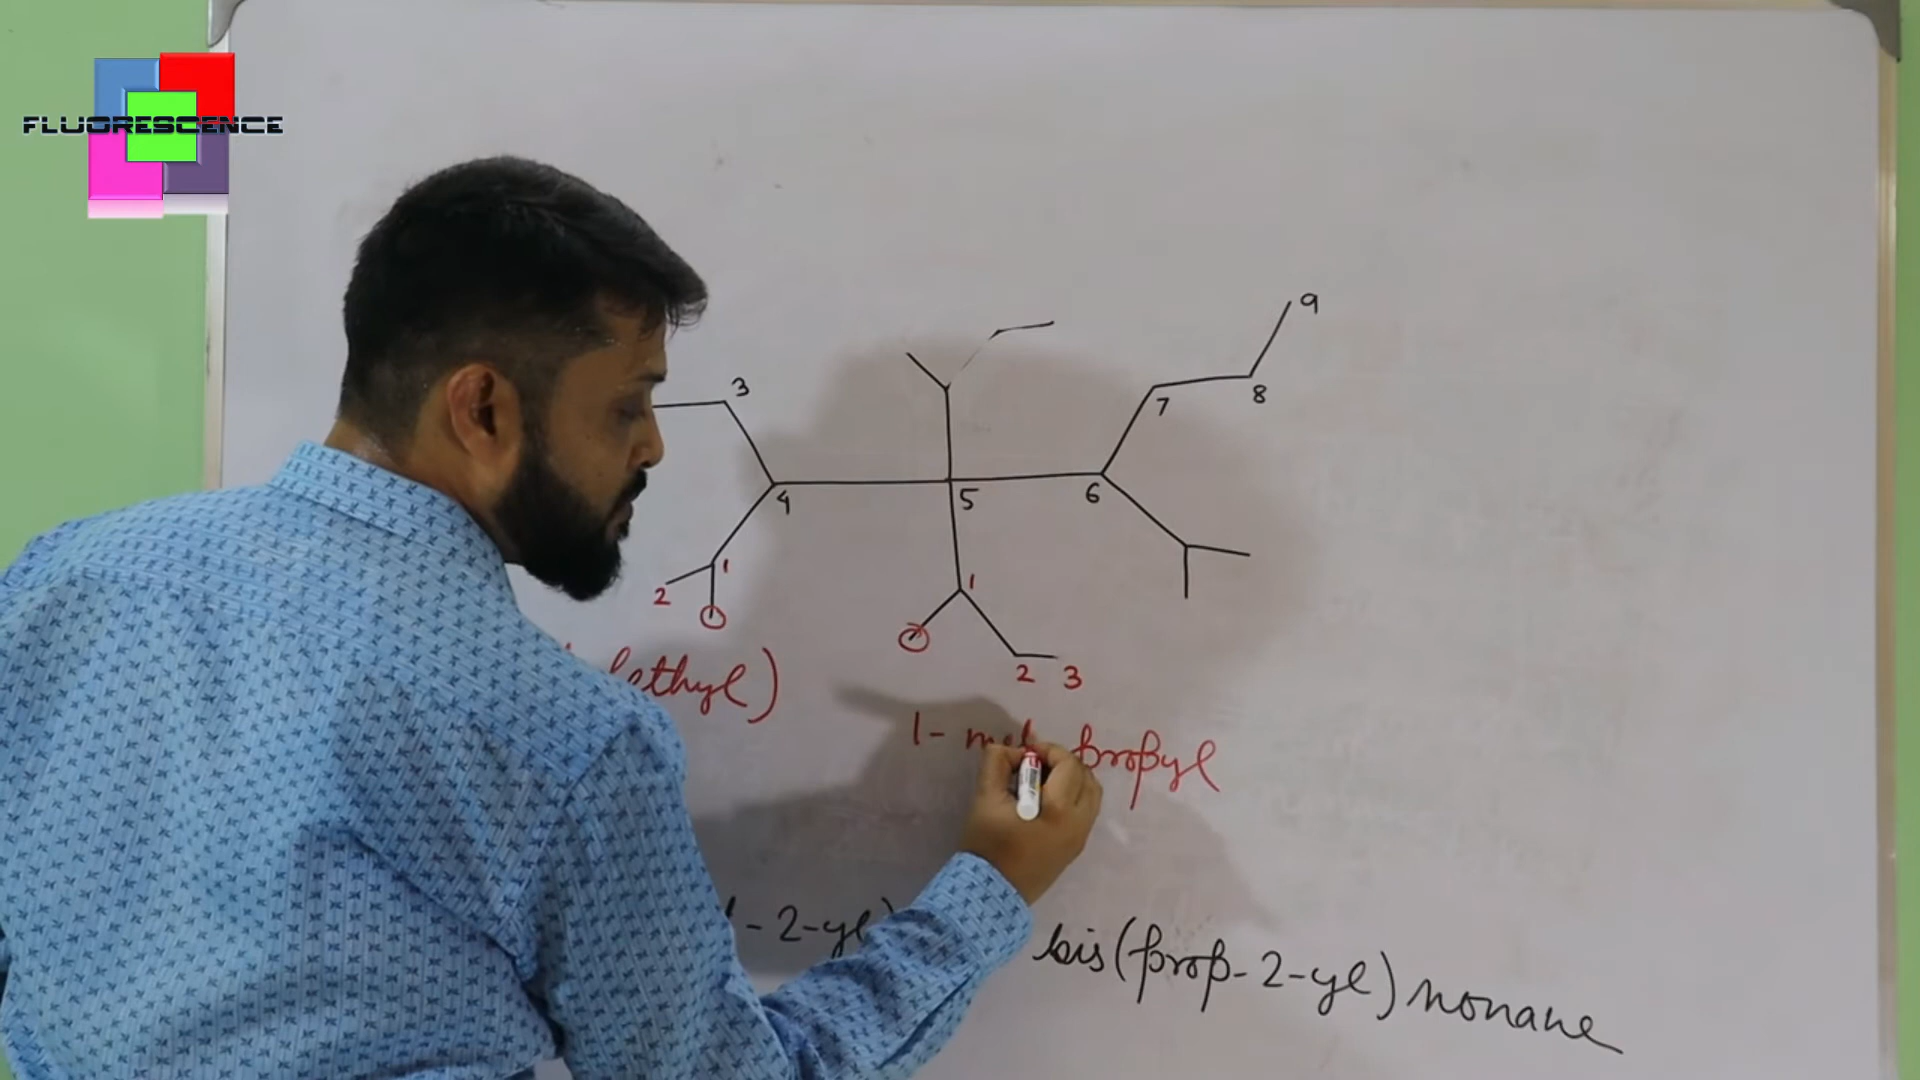 FLUORESCENCE
9
3
7
8
4
5
6
1
2
1
2 3
ethyl)
1- propyl
- 2-yl) bis(prop-2-yl) nonane